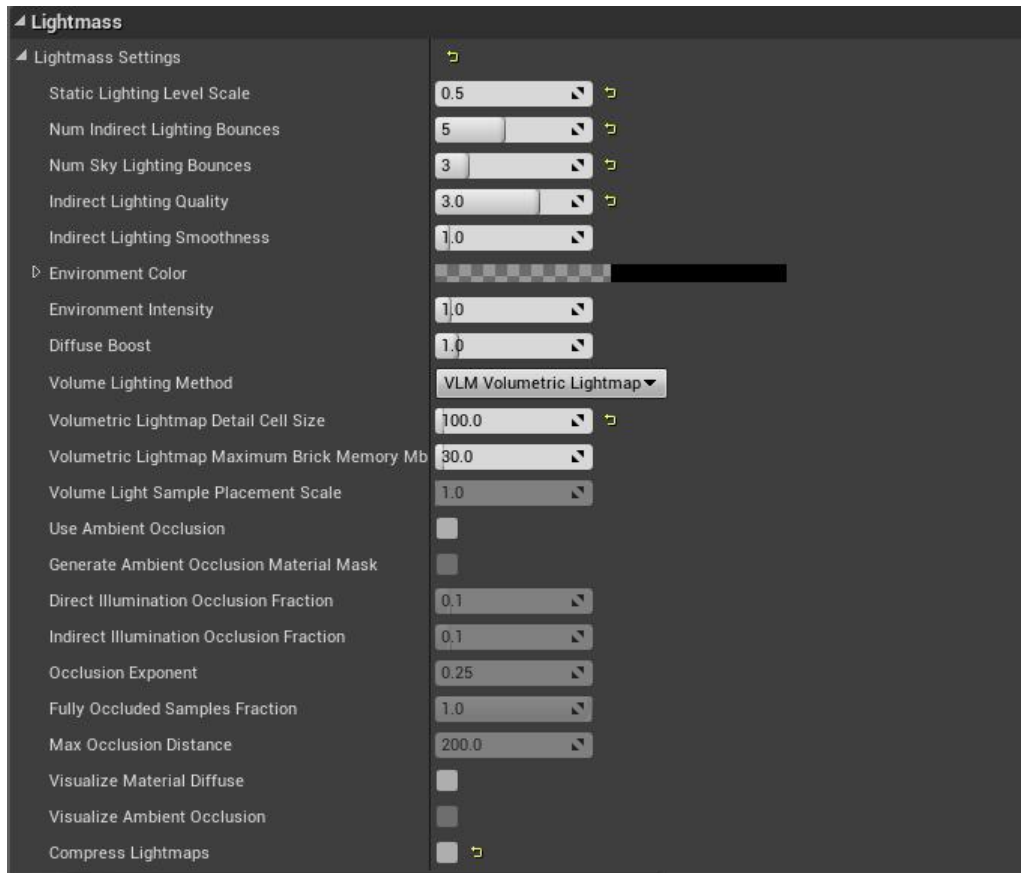 Lightmass
Lightmass Settings
Static Lighting Level Scale 0.5
Num Indirect Lighting Bounces 5
Num Sky Lighting Bounces 3
Indirect Lighting Quality 3.0
Indirect Lighting Smoothness 1.0
Environment Color
Environment Intensity 1.0
Diffuse Boost 1.0
Volume Lighting Method VLM Volumetric Lightmap
Volumetric Lightmap Detail Cell Size 100.0
Volumetric Lightmap Maximum Brick Memory Mb 30.0
Volume Light Sample Placement Scale 1.0
Use Ambient Occlusion
Generate Ambient Occlusion Material Mask
Direct Illumination Occlusion Fraction 0.1
Indirect Illumination Occlusion Fraction 0.1
Occlusion Exponent 0.25
Fully Occluded Samples Fraction 1.0
Max Occlusion Distance 200.0
Visualize Material Diffuse
Visualize Ambient Occlusion
Compress Lightmaps